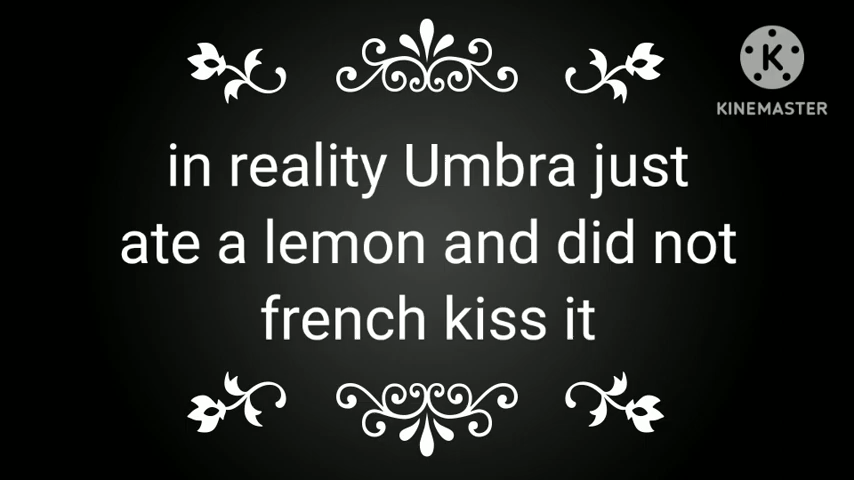 K
KINEMASTER
in reality Umbra just
ate a lemon and did not
french kiss it